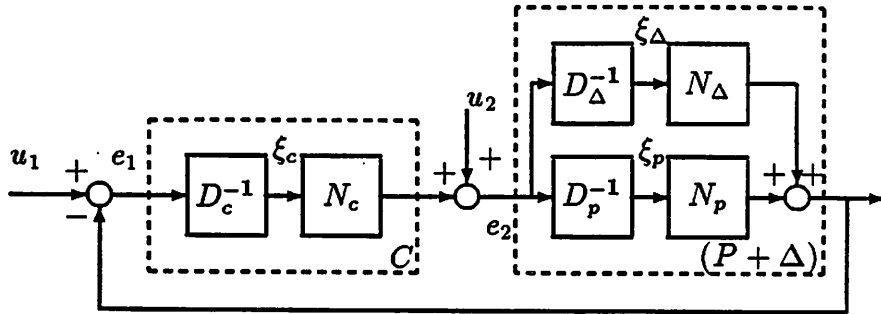 ξ_Δ
D_Δ^{-1} N_Δ
u_2
u_1 + e_1 ξ_c + + ξ_p + +
D_c^{-1} N_c D_p^{-1} N_p
−
e_2
C (P + Δ)